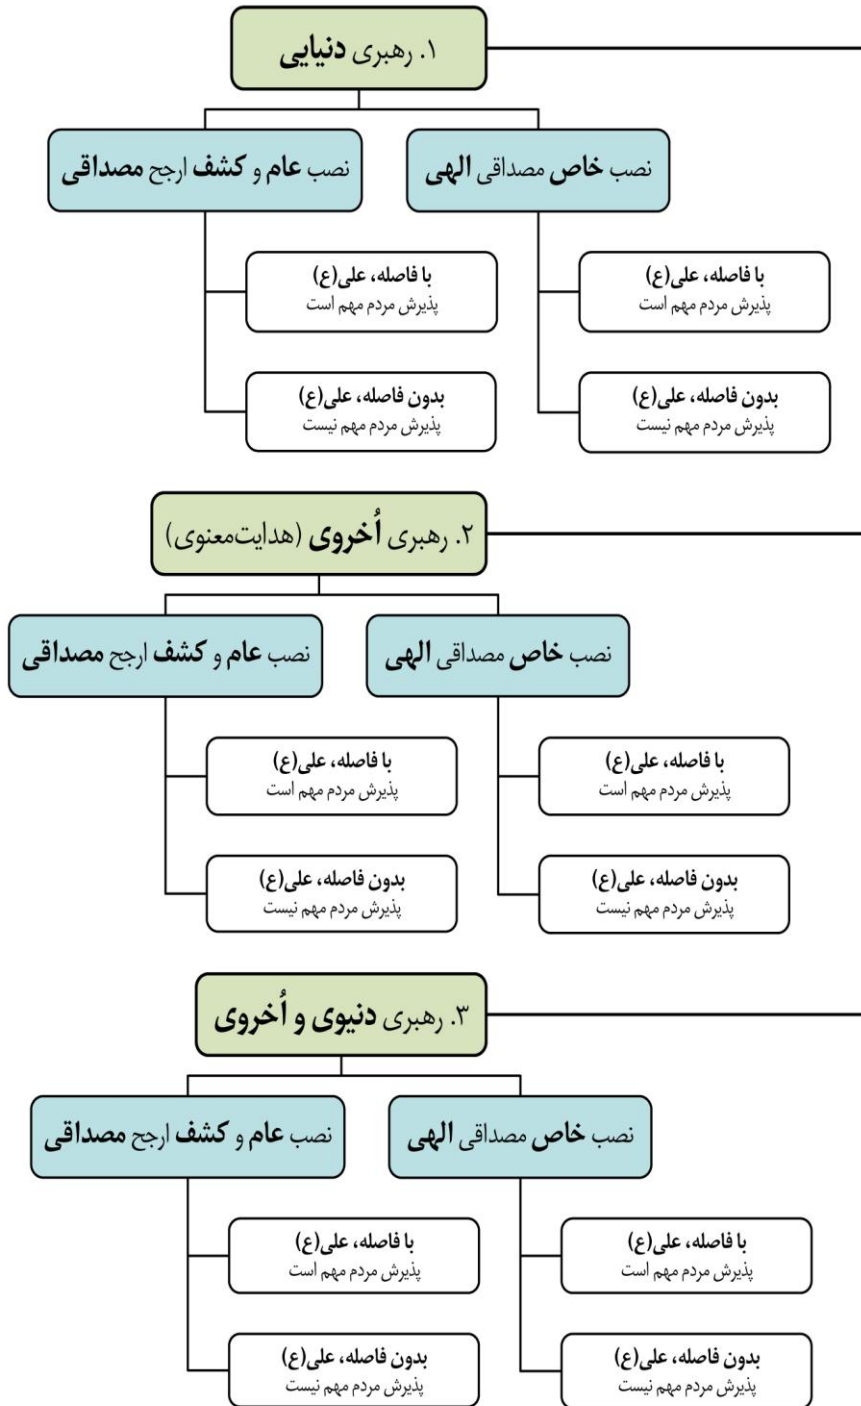 ۱. رهبری دنیایی
نصب خاص مصداقی الهی
نصب عام و کشف ارجح مصداقی
با فاصله، علی(ع)
پذیرش مردم مهم است
با فاصله، علی(ع)
پذیرش مردم مهم است
بدون فاصله، علی(ع)
پذیرش مردم مهم نیست
بدون فاصله، علی(ع)
پذیرش مردم مهم نیست
۲. رهبری اُخروی (هدایت‌معنوی)
نصب خاص مصداقی الهی
نصب عام و کشف ارجح مصداقی
با فاصله، علی(ع)
پذیرش مردم مهم است
با فاصله، علی(ع)
پذیرش مردم مهم است
بدون فاصله، علی(ع)
پذیرش مردم مهم نیست
بدون فاصله، علی(ع)
پذیرش مردم مهم نیست
۳. رهبری دنیوی و اُخروی
نصب خاص مصداقی الهی
نصب عام و کشف ارجح مصداقی
با فاصله، علی(ع)
پذیرش مردم مهم است
با فاصله، علی(ع)
پذیرش مردم مهم است
بدون فاصله، علی(ع)
پذیرش مردم مهم نیست
بدون فاصله، علی(ع)
پذیرش مردم مهم نیست